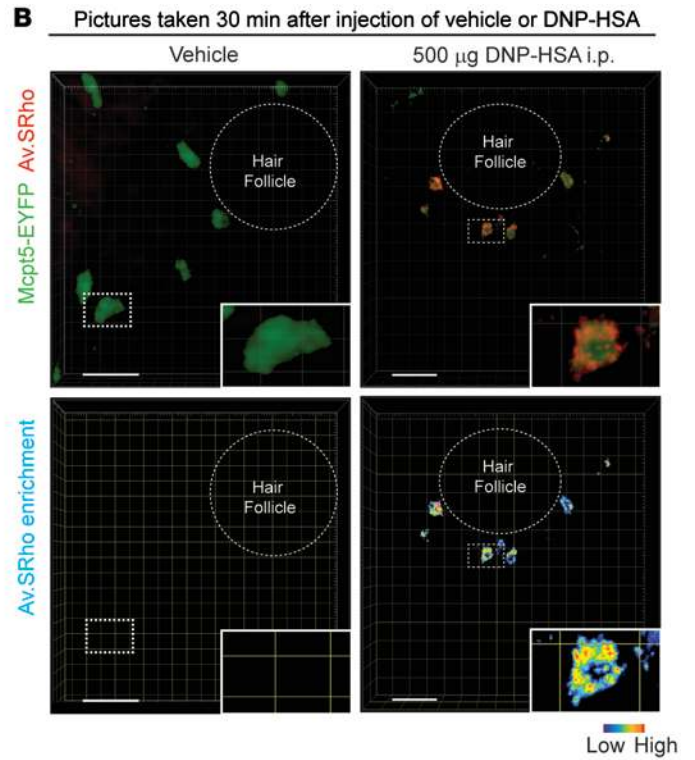 B
Pictures taken 30 min after injection of vehicle or DNP-HSA
Vehicle
500 μg DNP-HSA i.p.
Mcpt5-EYFP Av.SRho
Hair
Follicle
Hair
Follicle
Av.SRho enrichment
Hair
Follicle
Hair
Follicle
Low High